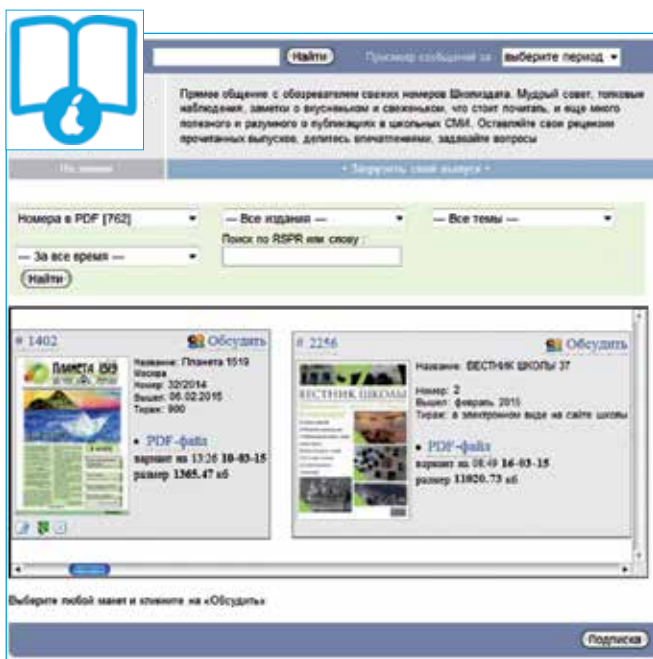 Найти
Просмотр сообщений за
выберите период
Прямое общение с обозревателем свежих номеров Школиздата. Мудрый совет, толковые
наблюдения, заметки о вкусненьком и свеженьком, что стоит почитать, и еще много
полезного и разумного о публикациях в школьных СМИ. Оставляйте свои рецензии
прочитанных выпусков, делитесь впечатлениями, задавайте вопросы
• Загрузить свой выпуск •
Номера в PDF [762]
— Все издания —
— Все темы —
Поиск по RSPR или слову :
— За все время —
Найти
# 1402
Обсудить
ПЛАНЕТА 1519
Название: Планета 1519
Москва
Номер: 32/2014
Вышел: 06.02.2015
Тираж: 900
• PDF-файл
вариант на 13:26 10-03-15
размер 1365.47 кб
# 2256
Обсудить
ВЕСТНИК ШКОЛЫ
Название: ВЕСТНИК ШКОЛЫ 37
Номер: 2
Вышел: февраль 2015
Тираж: в электронном виде на сайте школы
• PDF-файл
вариант на 08:49 16-03-15
размер 11020.73 кб
Выберите любой макет и кликните на «Обсудить»
Подписка